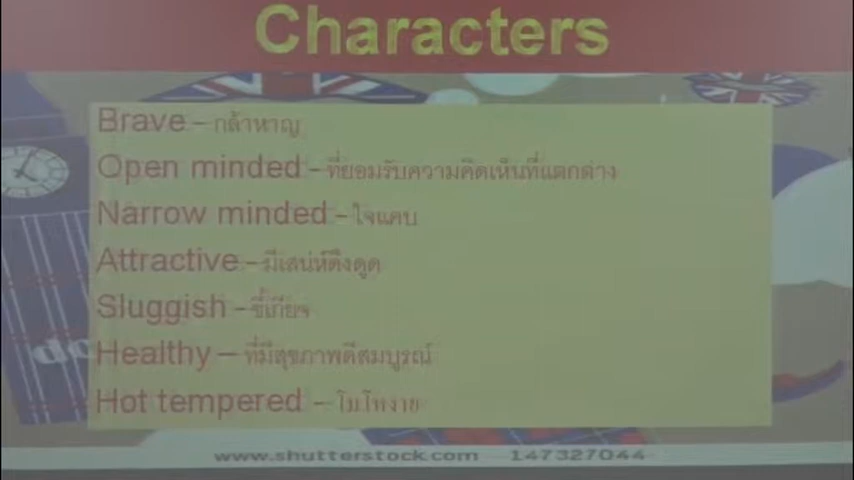 Characters
Brave – กล้าหาญ
Open minded – ที่ยอมรับความคิดเห็นที่แตกต่าง
Narrow minded – ใจแคบ
Attractive – มีเสน่ห์ดึงดูด
Sluggish – ขี้เกียจ
Healthy – ที่มีสุขภาพดีสมบูรณ์
Hot tempered – โมโหง่าย
www.shutterstock.com 147327044